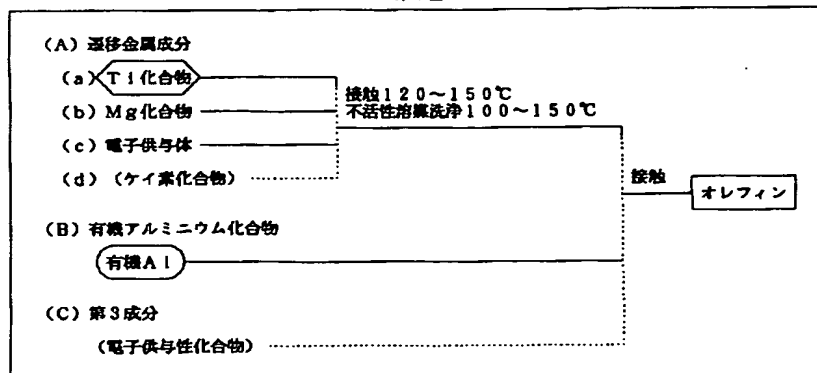 (A) 遷移金属成分
(a) Ti化合物
接触120~150℃
(b) Mg化合物
不活性溶媒洗浄100~150℃
(c) 電子供与体
(d) (ケイ素化合物)
接触
オレフィン
(B) 有機アルミニウム化合物
有機Al
(C) 第3成分
(電子供与性化合物)